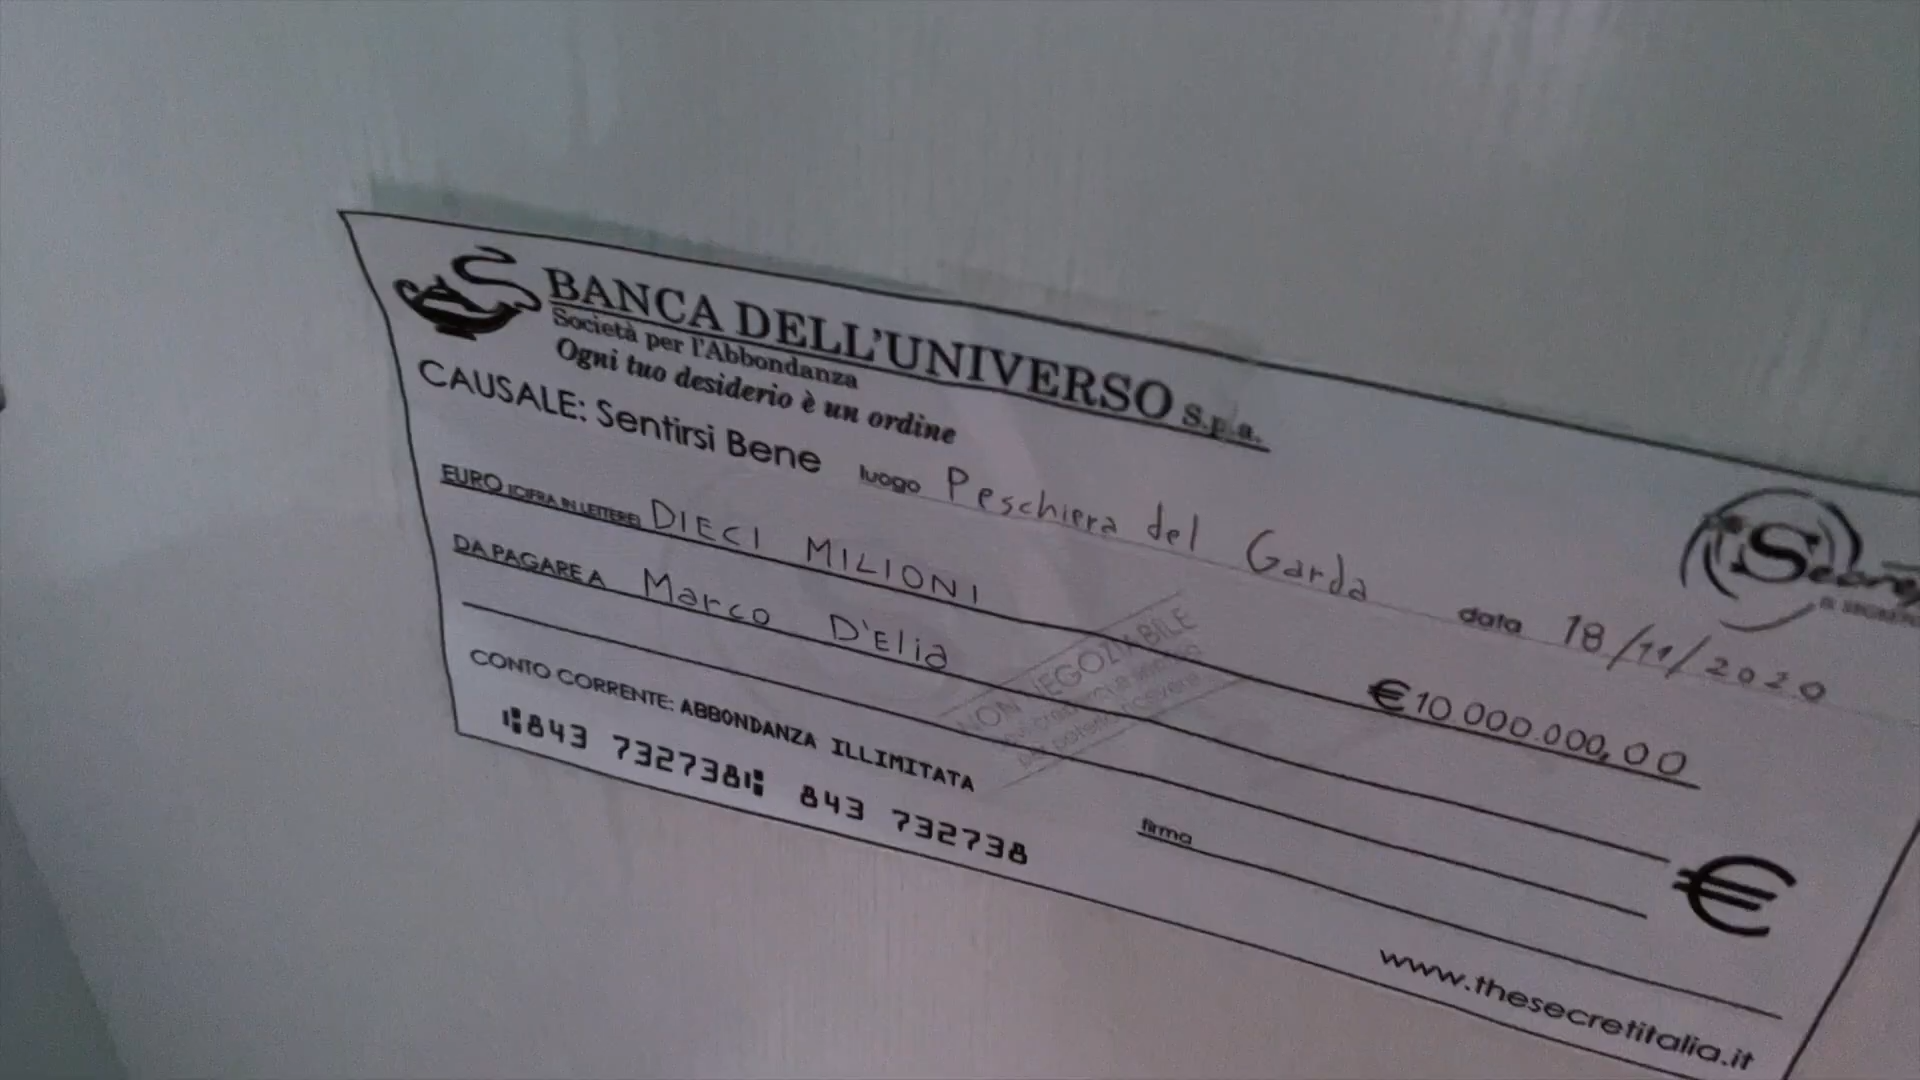 BANCA DELL'UNIVERSO s.p.a.
Società per l'Abbondanza
Ogni tuo desiderio è un ordine
CAUSALE: Sentirsi Bene luogo Peschiera del Garda data 18/11/2020
EURO (CIFRA IN LETTERE) DIECI MILIONI €10.000.000,00
DA PAGARE A Marco D'Elia
NON NEGOZIABILE
CONTO CORRENTE: ABBONDANZA ILLIMITATA
843 732738 843 732738
firma
€
www.thesecretitalia.it